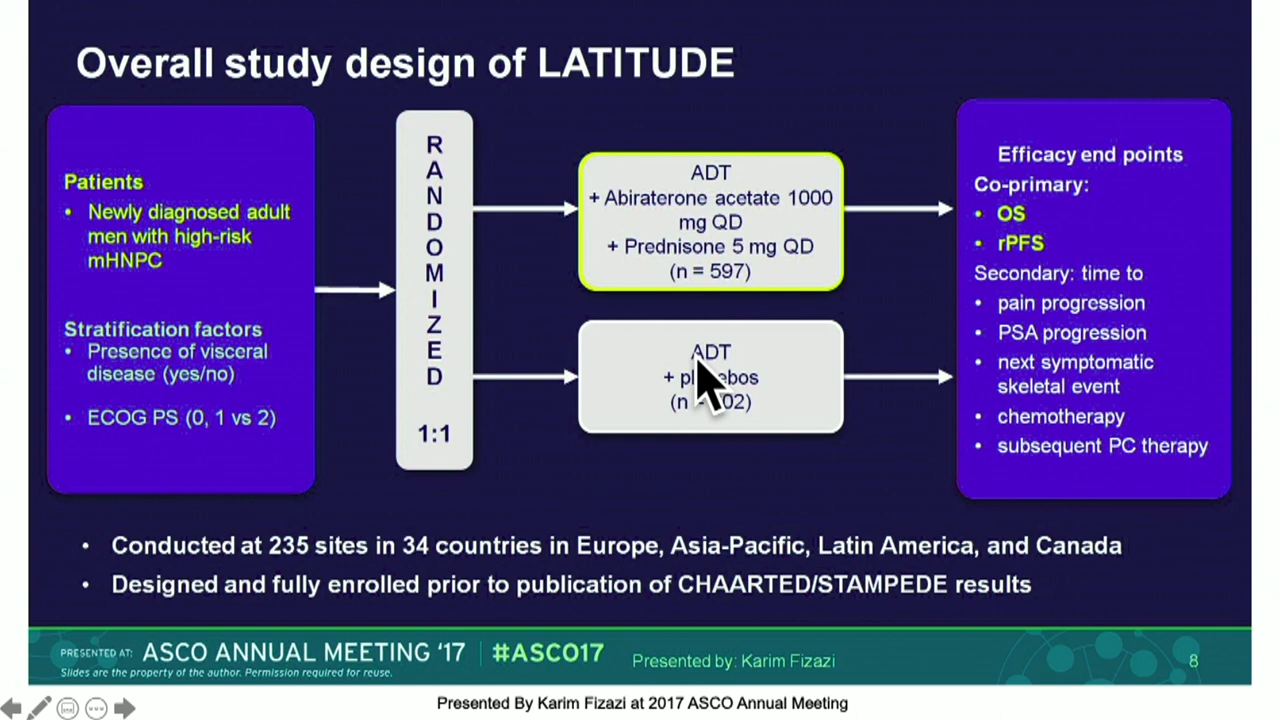 Overall study design of LATITUDE
Patients
• Newly diagnosed adult
men with high-risk
mHNPC
Stratification factors
• Presence of visceral
disease (yes/no)
• ECOG PS (0, 1 vs 2)
RANDOMIZED
1:1
ADT
+ Abiraterone acetate 1000
mg QD
+ Prednisone 5 mg QD
(n = 597)
ADT
+
(n
Efficacy end points
Co-primary:
• OS
• rPFS
Secondary: time to
• pain progression
• PSA progression
• next symptomatic
skeletal event
• chemotherapy
• subsequent PC therapy
• Conducted at 235 sites in 34 countries in Europe, Asia-Pacific, Latin America, and Canada
• Designed and fully enrolled prior to publication of CHAARTED/STAMPEDE results
PRESENTED AT: ASCO ANNUAL MEETING ‘17 | #ASCO17 Presented by: Karim Fizazi 8
Slides are the property of the author. Permission required for reuse.
Presented By Karim Fizazi at 2017 ASCO Annual Meeting